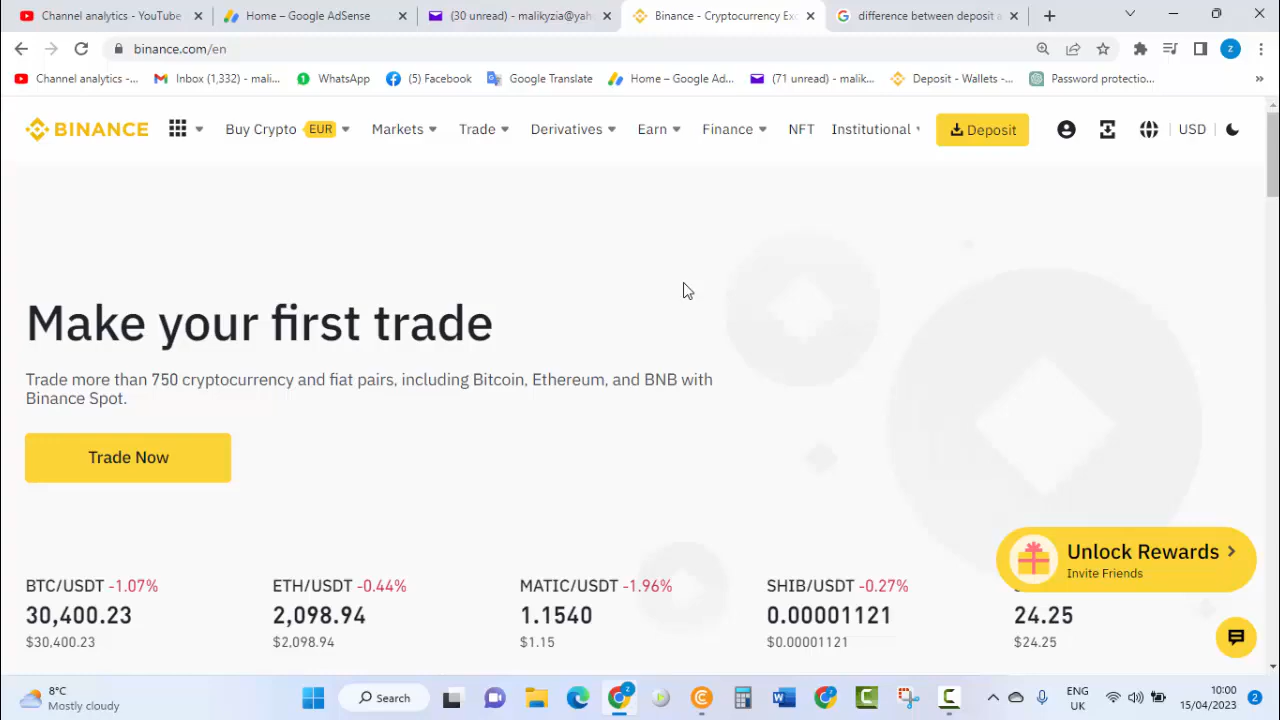 Channel analytics - YouTube
Home – Google AdSense
(30 unread) - malikyzia@yah
Binance - Cryptocurrency Exc
difference between deposit a
binance.com/en
z
Channel analytics -...
Inbox (1,332) - mali...
WhatsApp
(5) Facebook
Google Translate
Home – Google Ad...
(71 unread) - malik...
Deposit - Wallets -...
Password protectio...
»
BINANCE
Buy Crypto EUR
Markets
Trade
Derivatives
Earn
Finance
NFT
Institutional
Deposit
USD
Make your first trade
Trade more than 750 cryptocurrency and fiat pairs, including Bitcoin, Ethereum, and BNB with
Binance Spot.
Trade Now
Unlock Rewards
Invite Friends
BTC/USDT -1.07%
30,400.23
$30,400.23
ETH/USDT -0.44%
2,098.94
$2,098.94
MATIC/USDT -1.96%
1.1540
$1.15
SHIB/USDT -0.27%
0.00001121
$0.00001121
24.25
$24.25
8°C
Mostly cloudy
Search
ENG
UK
10:00
15/04/2023
2